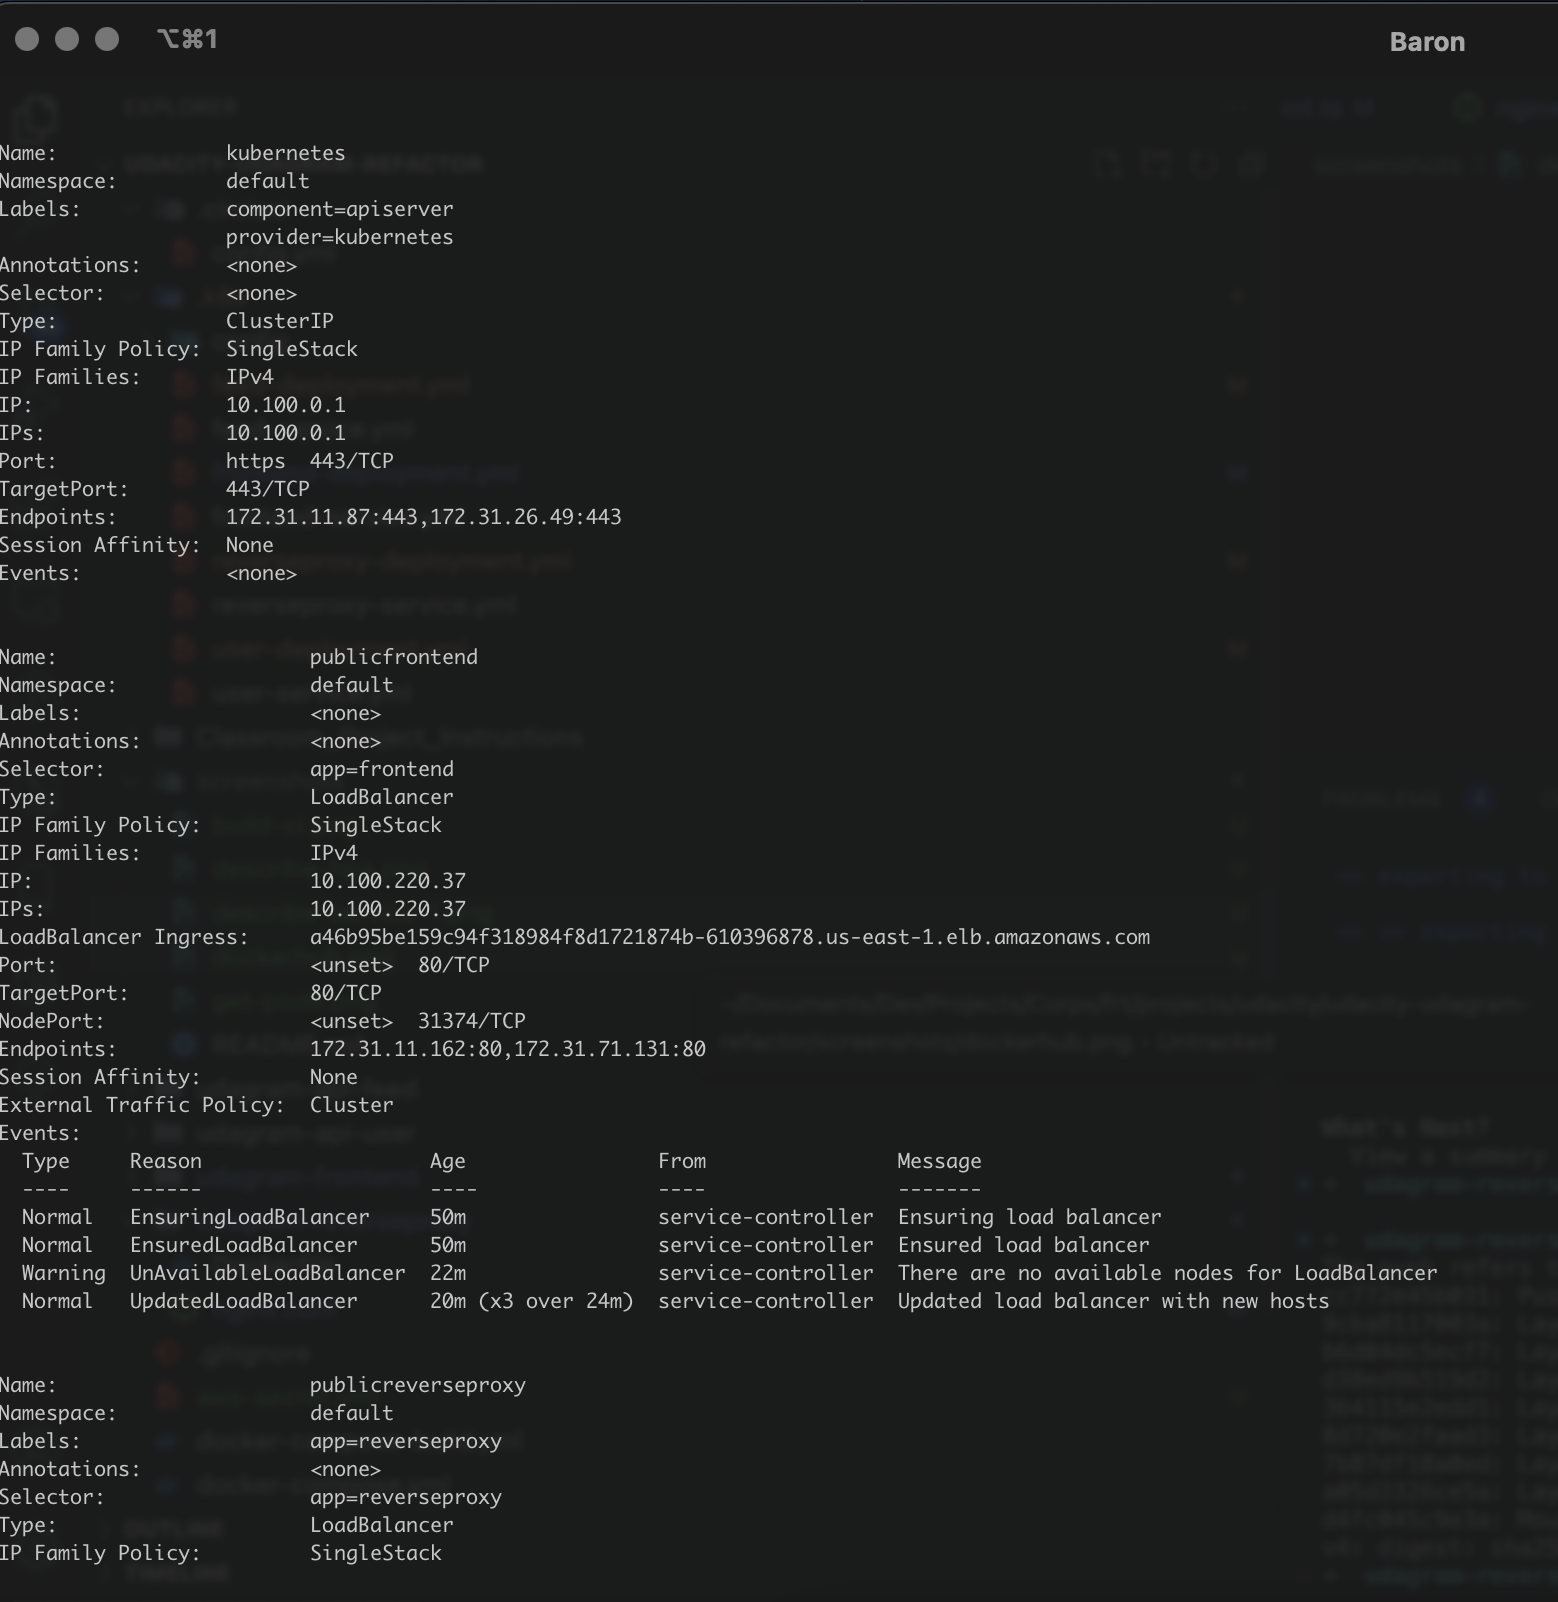 ⌥⌘1
Baron
EXPLORER
Name: kubernetes
Namespace: default
Labels: component=apiserver
provider=kubernetes
Annotations: <none>
Selector: <none>
Type: ClusterIP
IP Family Policy: SingleStack
IP Families: IPv4
IP: 10.100.0.1
IPs: 10.100.0.1
Port: https 443/TCP
TargetPort: 443/TCP
Endpoints: 172.31.11.87:443,172.31.26.49:443
Session Affinity: None
Events: <none>
Name: publicfrontend
Namespace: default
Labels: <none>
Annotations: <none>
Selector: app=frontend
Type: LoadBalancer
IP Family Policy: SingleStack
IP Families: IPv4
IP: 10.100.220.37
IPs: 10.100.220.37
LoadBalancer Ingress: a46b95be159c94f318984f8d1721874b-610396878.us-east-1.elb.amazonaws.com
Port: <unset> 80/TCP
TargetPort: 80/TCP
NodePort: <unset> 31374/TCP
Endpoints: 172.31.11.162:80,172.31.71.131:80
Session Affinity: None
External Traffic Policy: Cluster
Events:
Type Reason Age From Message
---- ------ ---- ---- -------
Normal EnsuringLoadBalancer 50m service-controller Ensuring load balancer
Normal EnsuredLoadBalancer 50m service-controller Ensured load balancer
Warning UnAvailableLoadBalancer 22m service-controller There are no available nodes for LoadBalancer
Normal UpdatedLoadBalancer 20m (x3 over 24m) service-controller Updated load balancer with new hosts
Name: publicreverseproxy
Namespace: default
Labels: app=reverseproxy
Annotations: <none>
Selector: app=reverseproxy
Type: LoadBalancer
IP Family Policy: SingleStack